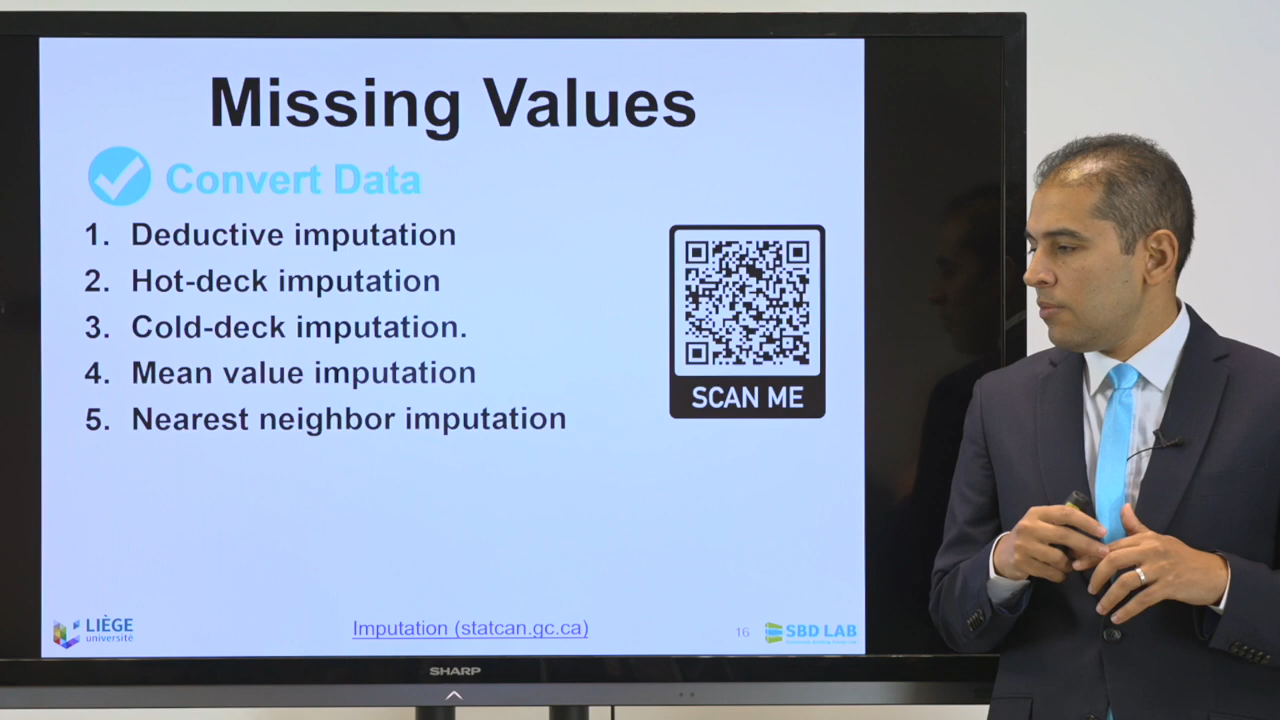 Missing Values
Convert Data
1. Deductive imputation
2. Hot-deck imputation
3. Cold-deck imputation.
4. Mean value imputation
5. Nearest neighbor imputation
SCAN ME
LIÈGE
université
Imputation (statcan.gc.ca)
16
SBD LAB
SHARP